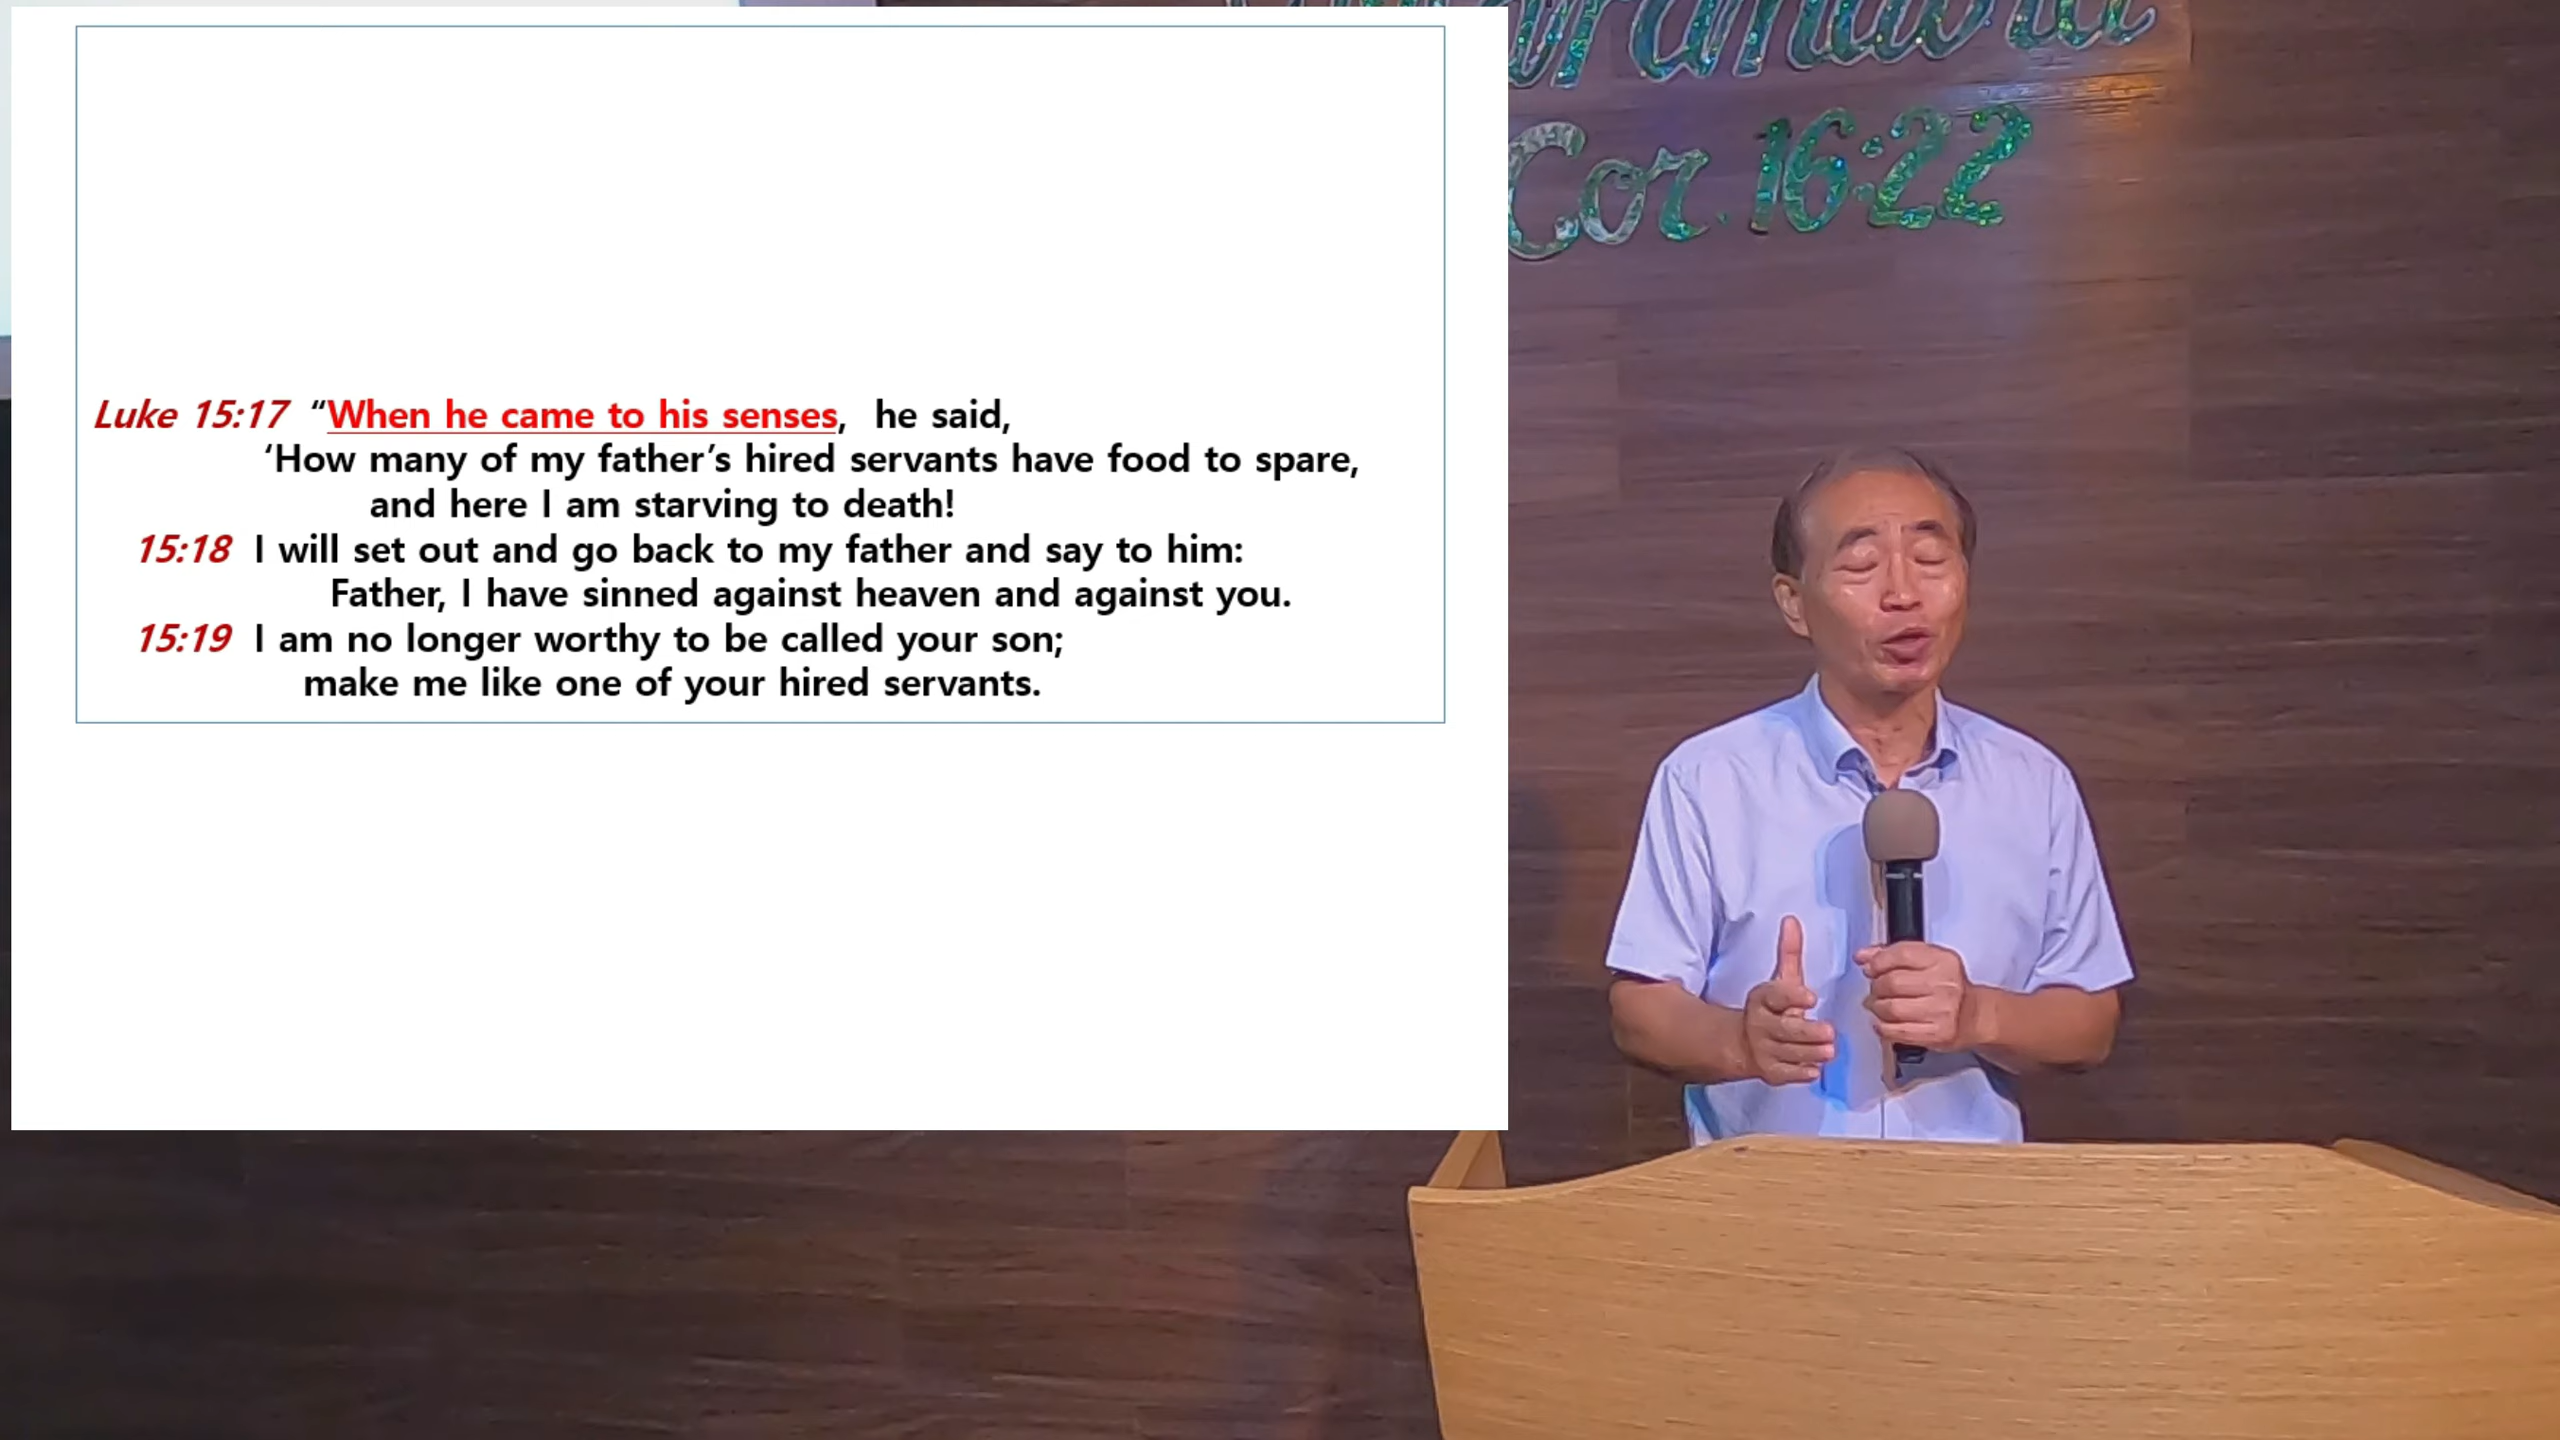 Luke 15:17 “When he came to his senses, he said,
‘How many of my father’s hired servants have food to spare,
and here I am starving to death!
15:18 I will set out and go back to my father and say to him:
Father, I have sinned against heaven and against you.
15:19 I am no longer worthy to be called your son;
make me like one of your hired servants.
Cor. 16:22